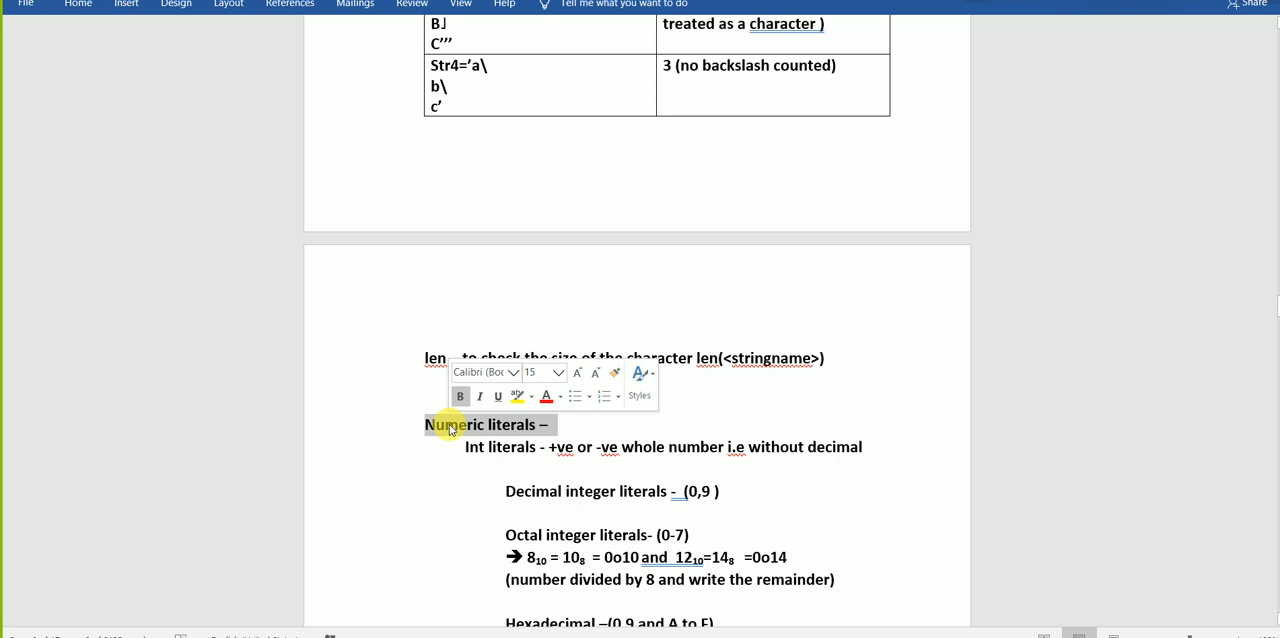 File Home Insert Design Layout References Mailings Review View Help Tell me what you want to do Share
B┘ treated as a character )
C’’’
Str4=’a\ 3 (no backslash counted)
b\
c’
len to check the size of the character len(<stringname>)
Calibri (Boc 15
B I U ab A Styles
Numeric literals –
Int literals - +ve or -ve whole number i.e without decimal
Decimal integer literals - (0,9 )
Octal integer literals- (0-7)
➔ 8₁₀ = 10₈ = 0o10 and 12₁₀=14₈ =0o14
(number divided by 8 and write the remainder)
Hexadecimal –(0,9 and A to F)